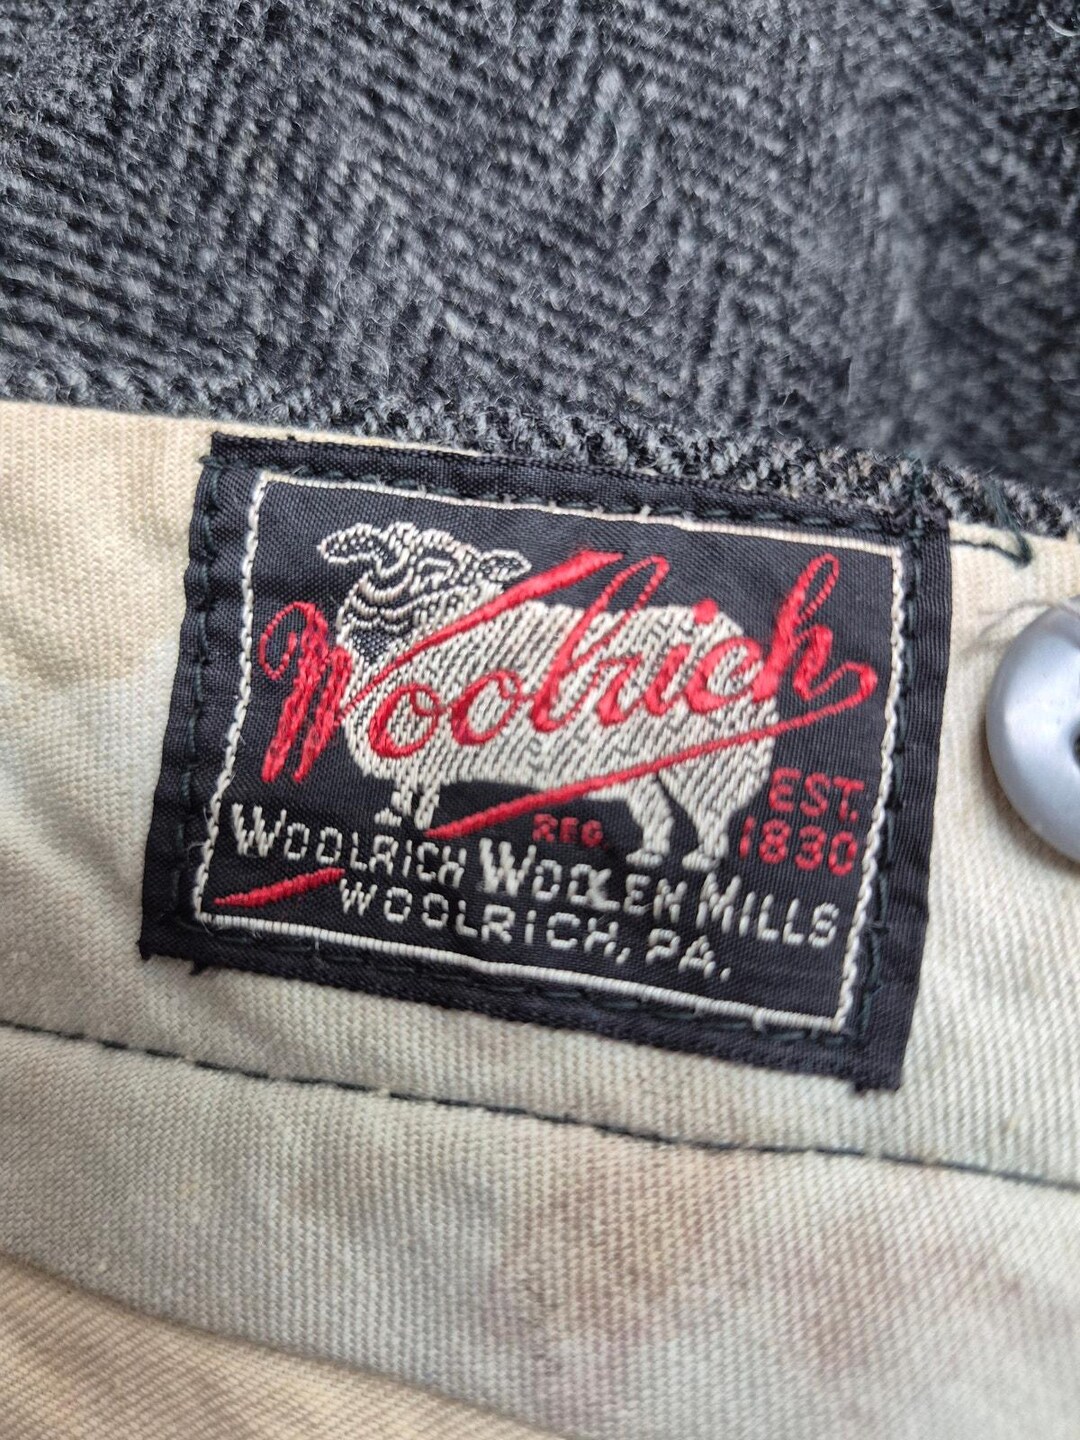 Woolrich
EST.
1830
REG
WOOLRICH WOOLEN MILLS
WOOLRICH, PA.